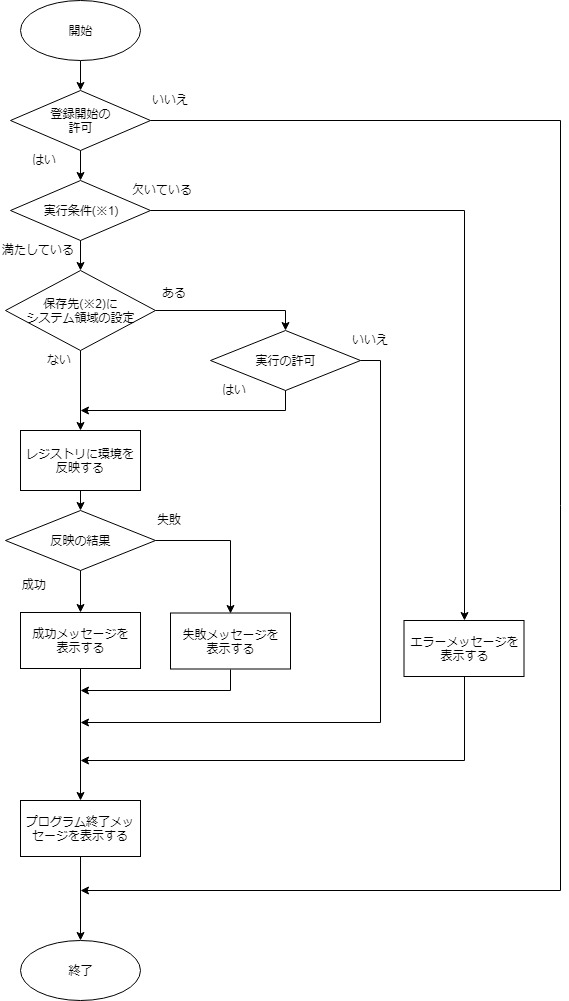 開始
登録開始の
許可
いいえ
はい
実行条件(※1)
欠いている
満たしている
保存先(※2)に
システム領域の設定
ある
ない
実行の許可
いいえ
はい
レジストリに環境を
反映する
反映の結果
失敗
成功
成功メッセージを
表示する
失敗メッセージを
表示する
エラーメッセージを
表示する
プログラム終了メッ
セージを表示する
終了